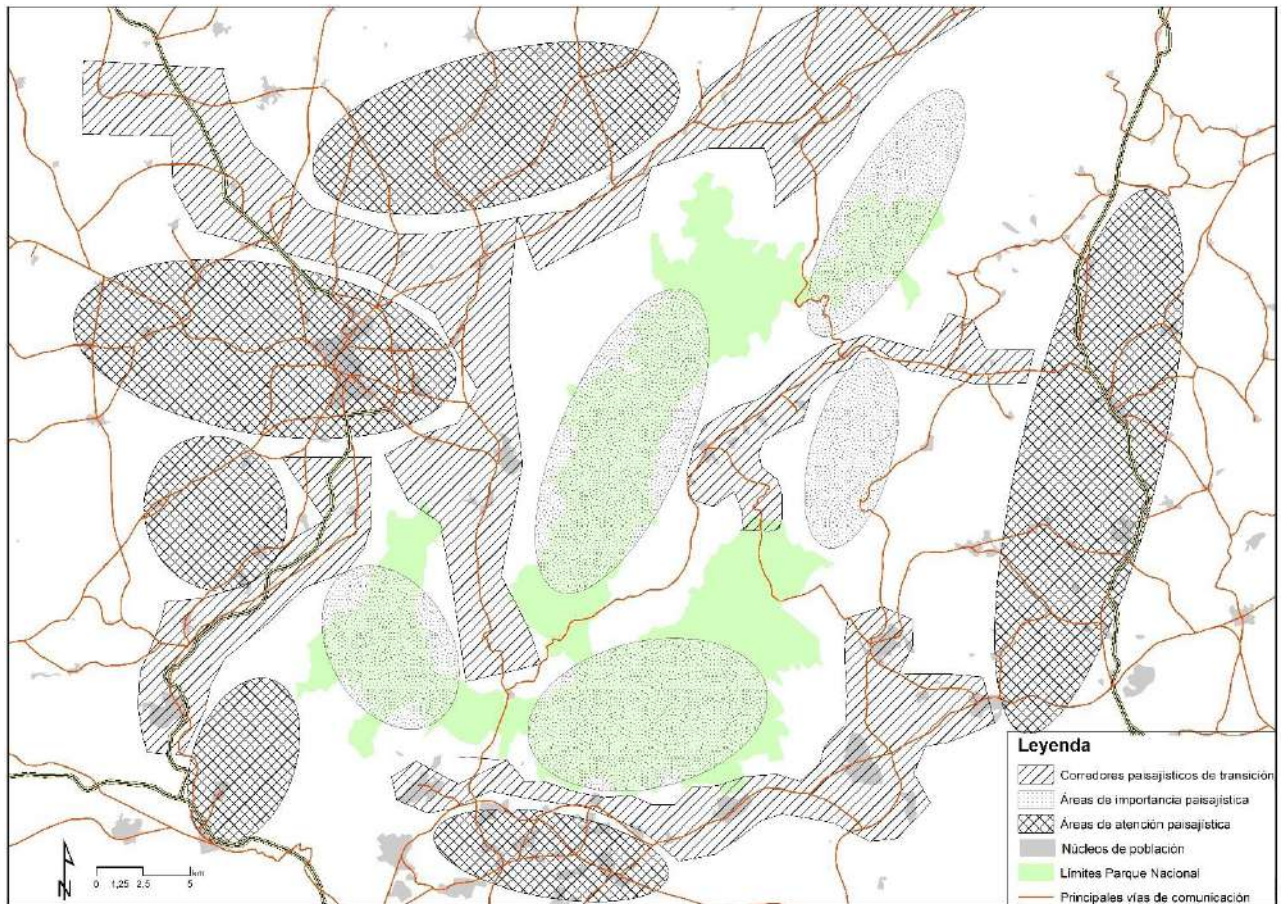 Leyenda
Corredores paisajísticos de transición
Áreas de importancia paisajística
Áreas de atención paisajística
Núcleos de población
Límites Parque Nacional
Principales vías de comunicación
N
0 1,25 2,5 5 km